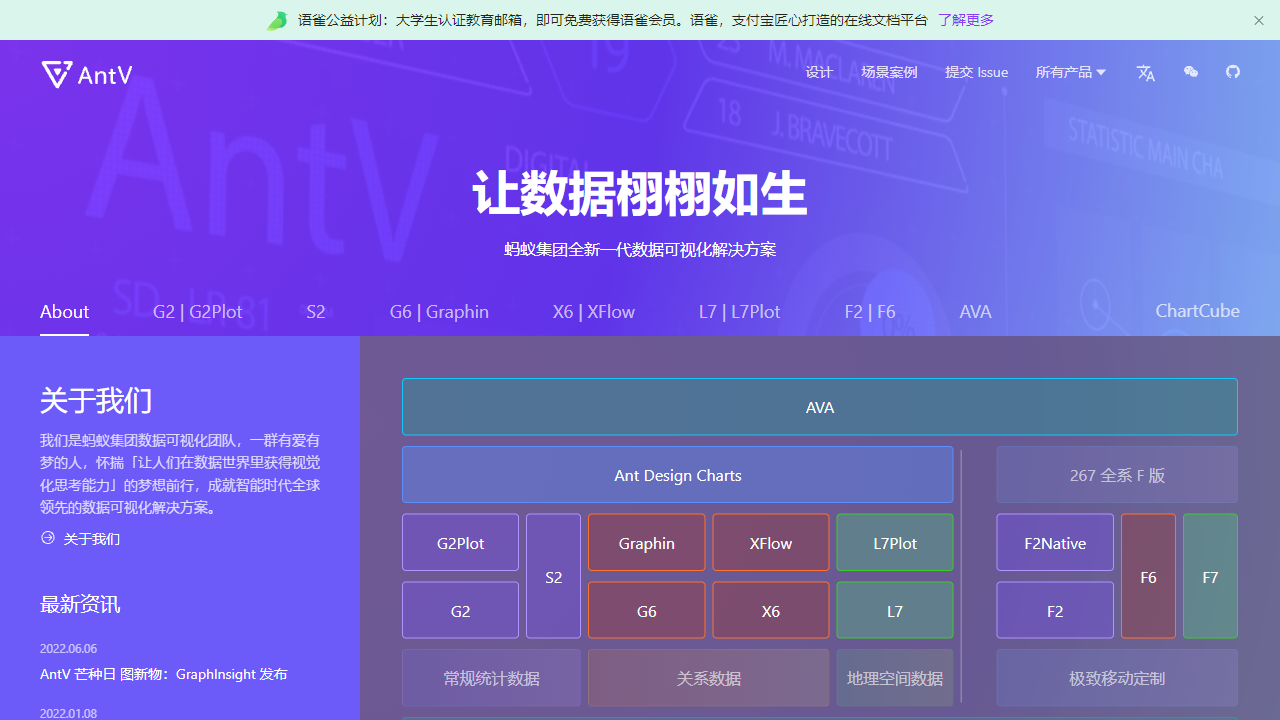 语雀公益计划：大学生认证教育邮箱，即可免费获得语雀会员。语雀，支付宝匠心打造的在线文档平台 了解更多
AntV
设计 场景案例 提交 Issue 所有产品
19
M. MACLAREN
18 J. BRAVECOTT
STATISTIC MAIN CHA
AntV
让数据栩栩如生
蚂蚁集团全新一代数据可视化解决方案
About G2 | G2Plot S2 G6 | Graphin X6 | XFlow L7 | L7Plot F2 | F6 AVA ChartCube
关于我们
我们是蚂蚁集团数据可视化团队，一群有爱有
梦的人，怀揣「让人们在数据世界里获得视觉
化思考能力」的梦想前行，成就智能时代全球
领先的数据可视化解决方案。
关于我们
最新资讯
2022.06.06
AntV 芒种日 图新物：GraphInsight 发布
2022.01.08
AVA
Ant Design Charts 267 全系 F 版
G2Plot S2 Graphin XFlow L7Plot F2Native F6 F7
G2 G6 X6 L7 F2
常规统计数据 关系数据 地理空间数据 极致移动定制